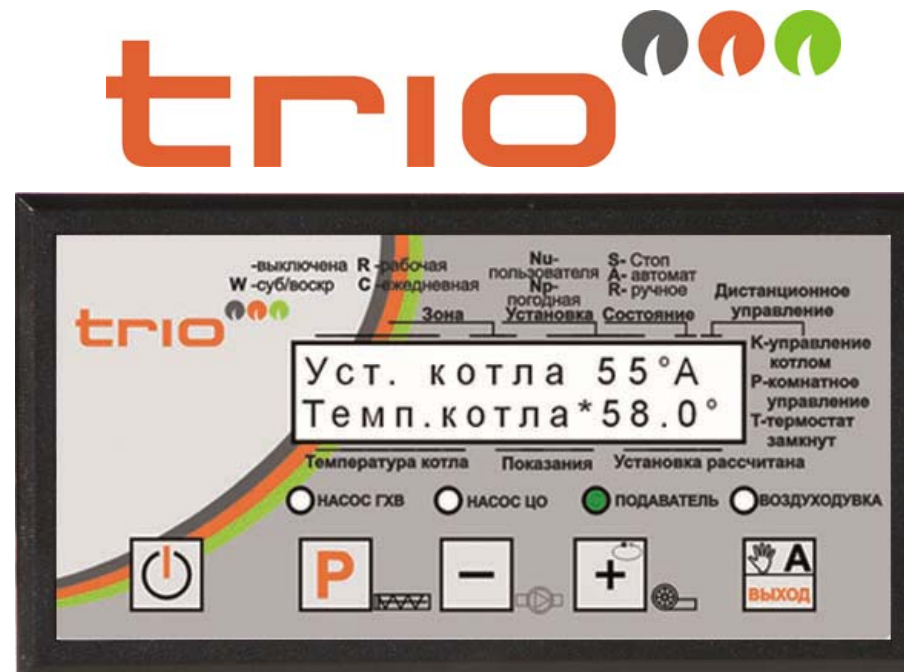 trio
-выключена R -рабочая
W -суб/воскр C -ежедневная
Nu-
пользователя
Np-
погодная
S- Стоп
A- автомат
R- ручное
Дистанционное
управление
Зона Установка Состояние
trio
К-управление
котлом
Р-комнатное
управление
Т-термостат
замкнут
Уст. котла 55°А
Темп.котла*58.0°
Температура котла Показания Установка рассчитана
НАСОС ГХВ НАСОС ЦО ПОДАВАТЕЛЬ ВОЗДУХОДУВКА
P - + A
ВЫХОД